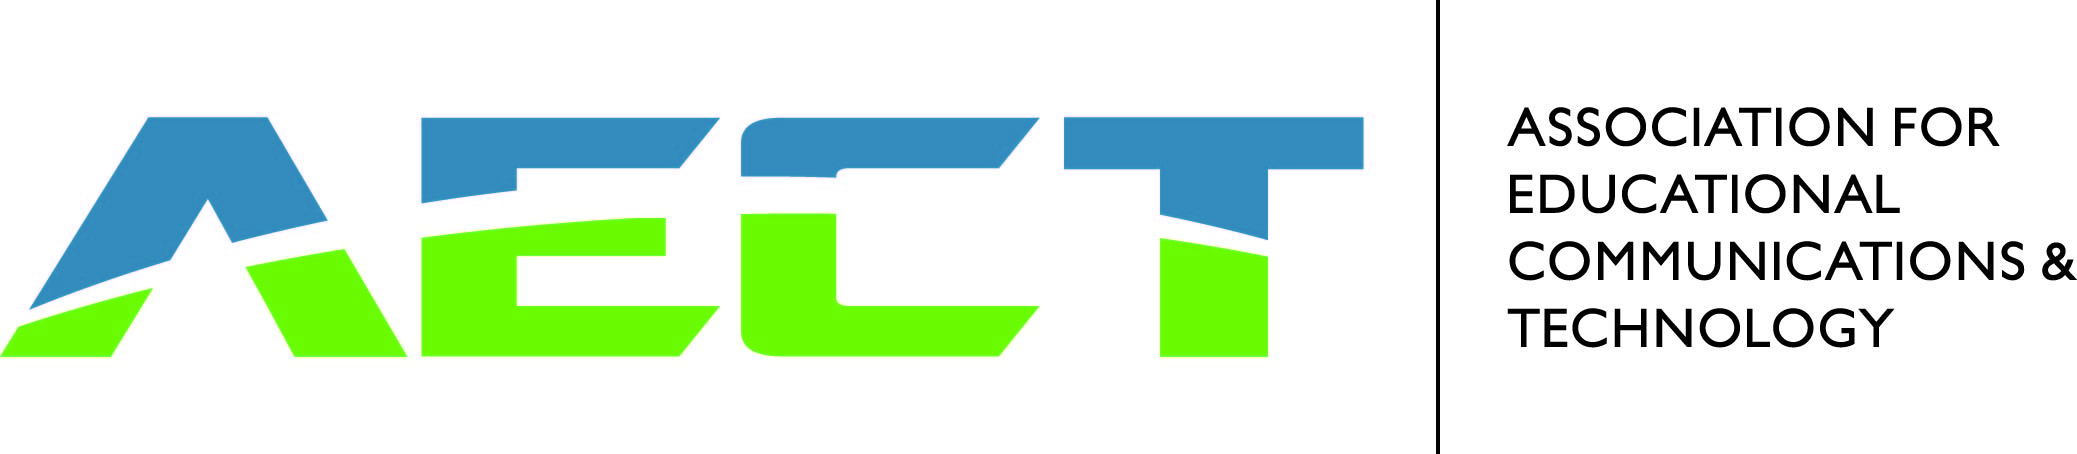 AECT
ASSOCIATION FOR
EDUCATIONAL
COMMUNICATIONS &
TECHNOLOGY